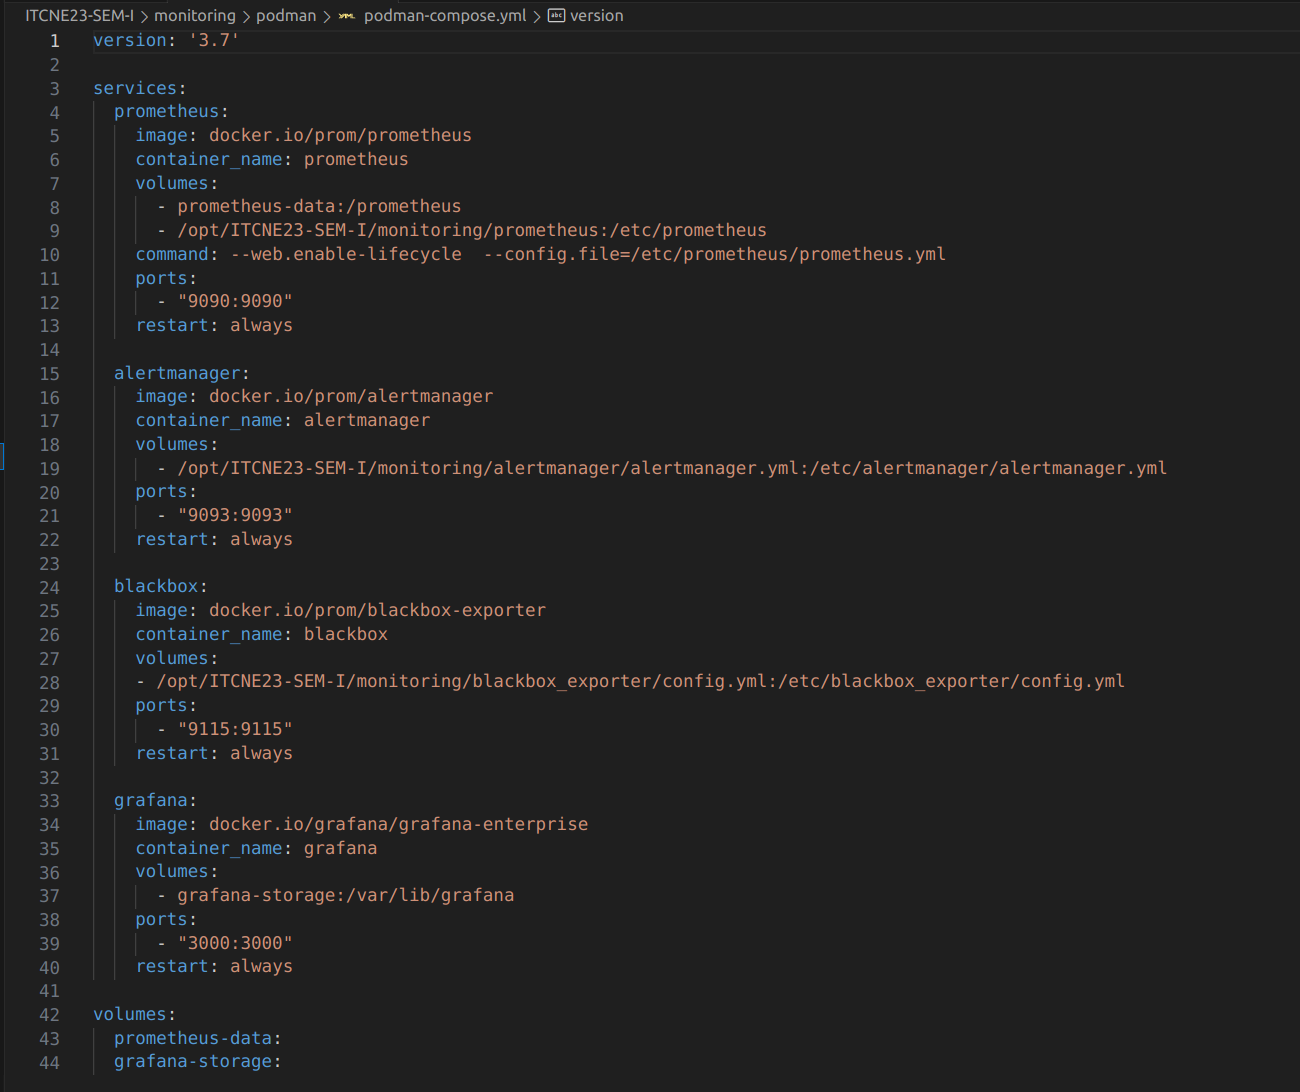 ITCNE23-SEM-I > monitoring > podman > YAML podman-compose.yml > abc version
1 version: '3.7'
2
3 services:
4   prometheus:
5     image: docker.io/prom/prometheus
6     container_name: prometheus
7     volumes:
8       - prometheus-data:/prometheus
9       - /opt/ITCNE23-SEM-I/monitoring/prometheus:/etc/prometheus
10     command: --web.enable-lifecycle  --config.file=/etc/prometheus/prometheus.yml
11     ports:
12       - "9090:9090"
13     restart: always
14
15   alertmanager:
16     image: docker.io/prom/alertmanager
17     container_name: alertmanager
18     volumes:
19       - /opt/ITCNE23-SEM-I/monitoring/alertmanager/alertmanager.yml:/etc/alertmanager/alertmanager.yml
20     ports:
21       - "9093:9093"
22     restart: always
23
24   blackbox:
25     image: docker.io/prom/blackbox-exporter
26     container_name: blackbox
27     volumes:
28     - /opt/ITCNE23-SEM-I/monitoring/blackbox_exporter/config.yml:/etc/blackbox_exporter/config.yml
29     ports:
30       - "9115:9115"
31     restart: always
32
33   grafana:
34     image: docker.io/grafana/grafana-enterprise
35     container_name: grafana
36     volumes:
37       - grafana-storage:/var/lib/grafana
38     ports:
39       - "3000:3000"
40     restart: always
41
42 volumes:
43   prometheus-data:
44   grafana-storage: